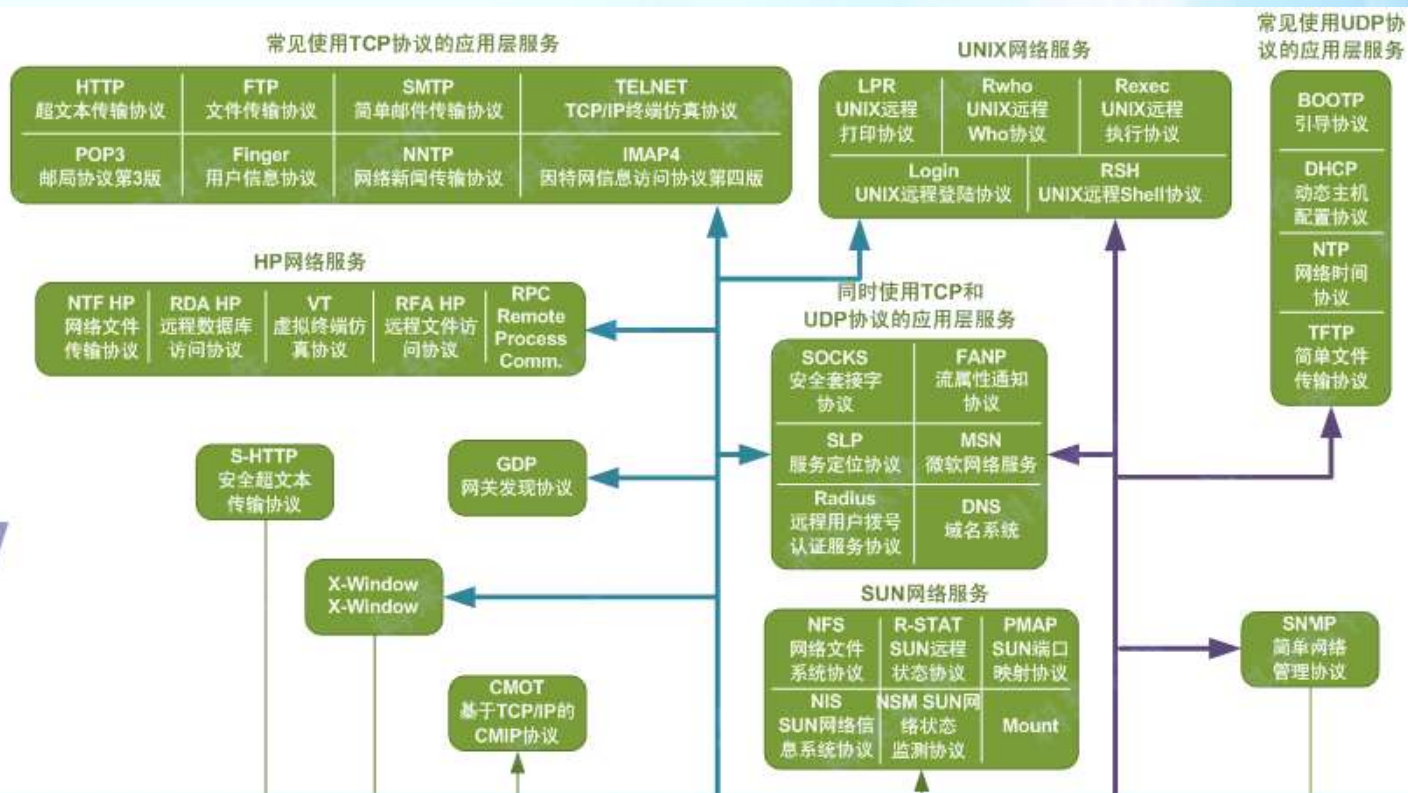 常见使用TCP协议的应用层服务
HTTP
超文本传输协议
FTP
文件传输协议
SMTP
简单邮件传输协议
TELNET
TCP/IP终端仿真协议
POP3
邮局协议第3版
Finger
用户信息协议
NNTP
网络新闻传输协议
IMAP4
因特网信息访问协议第四版
UNIX网络服务
LPR
UNIX远程
打印协议
Rwho
UNIX远程
Who协议
Rexec
UNIX远程
执行协议
Login
UNIX远程登陆协议
RSH
UNIX远程Shell协议
常见使用UDP协
议的应用层服务
BOOTP
引导协议
DHCP
动态主机
配置协议
NTP
网络时间
协议
TFTP
简单文件
传输协议
HP网络服务
NTF HP
网络文件
传输协议
RDA HP
远程数据库
访问协议
VT
虚拟终端仿
真协议
RFA HP
远程文件访
问协议
RPC
Remote
Process
Comm.
同时使用TCP和
UDP协议的应用层服务
SOCKS
安全套接字
协议
FANP
流属性通知
协议
SLP
服务定位协议
MSN
微软网络服务
Radius
远程用户拨号
认证服务协议
DNS
域名系统
S-HTTP
安全超文本
传输协议
GDP
网关发现协议
X-Window
X-Window
CMOT
基于TCP/IP的
CMIP协议
SUN网络服务
NFS
网络文件
系统协议
R-STAT
SUN远程
状态协议
PMAP
SUN端口
映射协议
NIS
SUN网络信
息系统协议
NSM SUN网
络状态
监测协议
Mount
SNMP
简单网络
管理协议